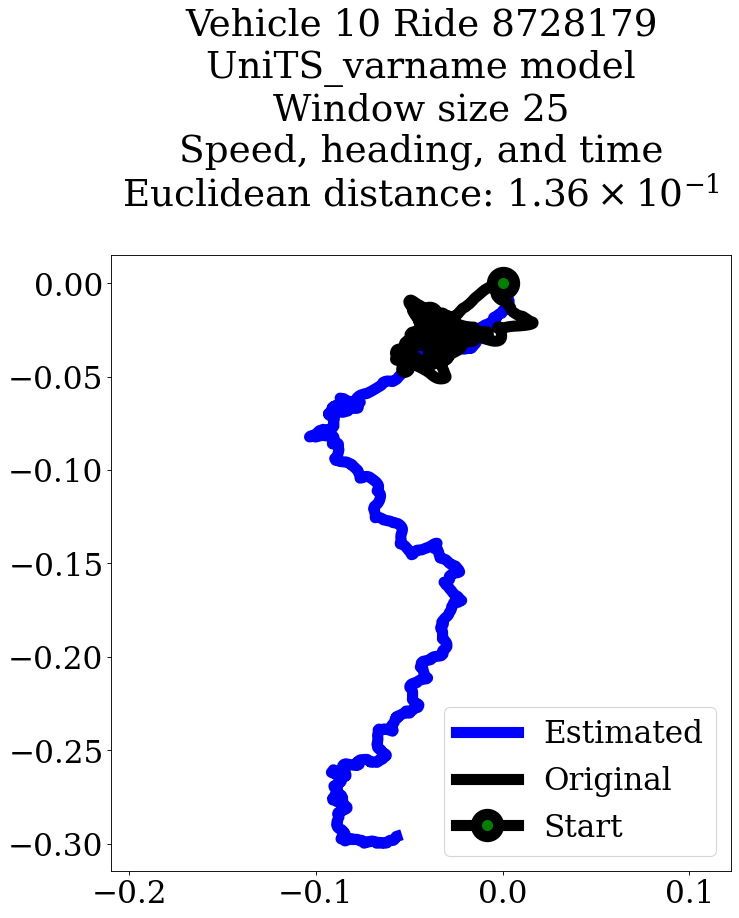 Vehicle 10 Ride 8728179
UniTS_varname model
Window size 25
Speed, heading, and time
Euclidean distance: 1.36 × 10⁻¹
0.00
−0.05
−0.10
−0.15
−0.20
−0.25
−0.30
Estimated
Original
Start
−0.2
−0.1
0.0
0.1